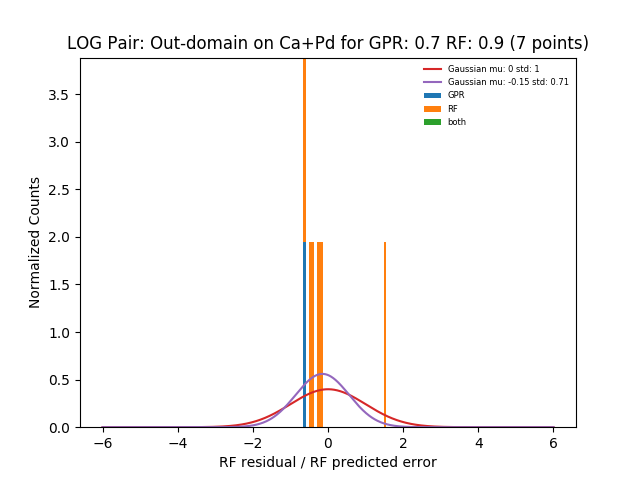 LOG Pair: Out-domain on Ca+Pd for GPR: 0.7 RF: 0.9 (7 points)
Gaussian mu: 0 std: 1
Gaussian mu: -0.15 std: 0.71
GPR
RF
both
Normalized Counts
3.5
3.0
2.5
2.0
1.5
1.0
0.5
0.0
−6 −4 −2 0 2 4 6
RF residual / RF predicted error